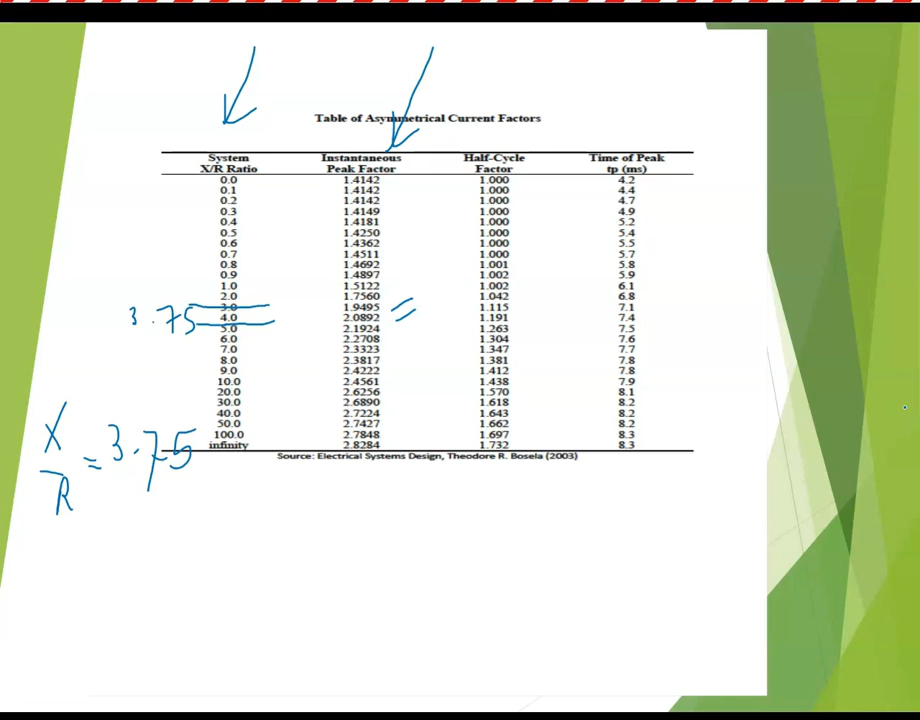 Table of Asymmetrical Current Factors
System Instantaneous Half-Cycle Time of Peak
X/R Ratio Peak Factor Factor tp (ms)
0.0 1.4142 1.000 4.2
0.1 1.4142 1.000 4.4
0.2 1.4142 1.000 4.7
0.3 1.4149 1.000 4.9
0.4 1.4181 1.000 5.2
0.5 1.4250 1.000 5.4
0.6 1.4362 1.000 5.5
0.7 1.4511 1.000 5.7
0.8 1.4692 1.001 5.8
0.9 1.4897 1.002 5.9
1.0 1.5122 1.002 6.1
2.0 1.7560 1.042 6.8
3.0 1.9495 1.115 7.1
3.75
4.0 2.0892 1.191 7.4
5.0 2.1924 1.263 7.5
6.0 2.2708 1.304 7.6
7.0 2.3323 1.347 7.7
8.0 2.3817 1.381 7.8
9.0 2.4222 1.412 7.8
10.0 2.4561 1.438 7.9
20.0 2.6256 1.570 8.1
30.0 2.6890 1.618 8.2
40.0 2.7224 1.643 8.2
50.0 2.7427 1.662 8.2
100.0 2.7848 1.697 8.3
infinity 2.8284 1.732 8.3
Source: Electrical Systems Design, Theodore R. Bosela (2003)
X/R = 3.75